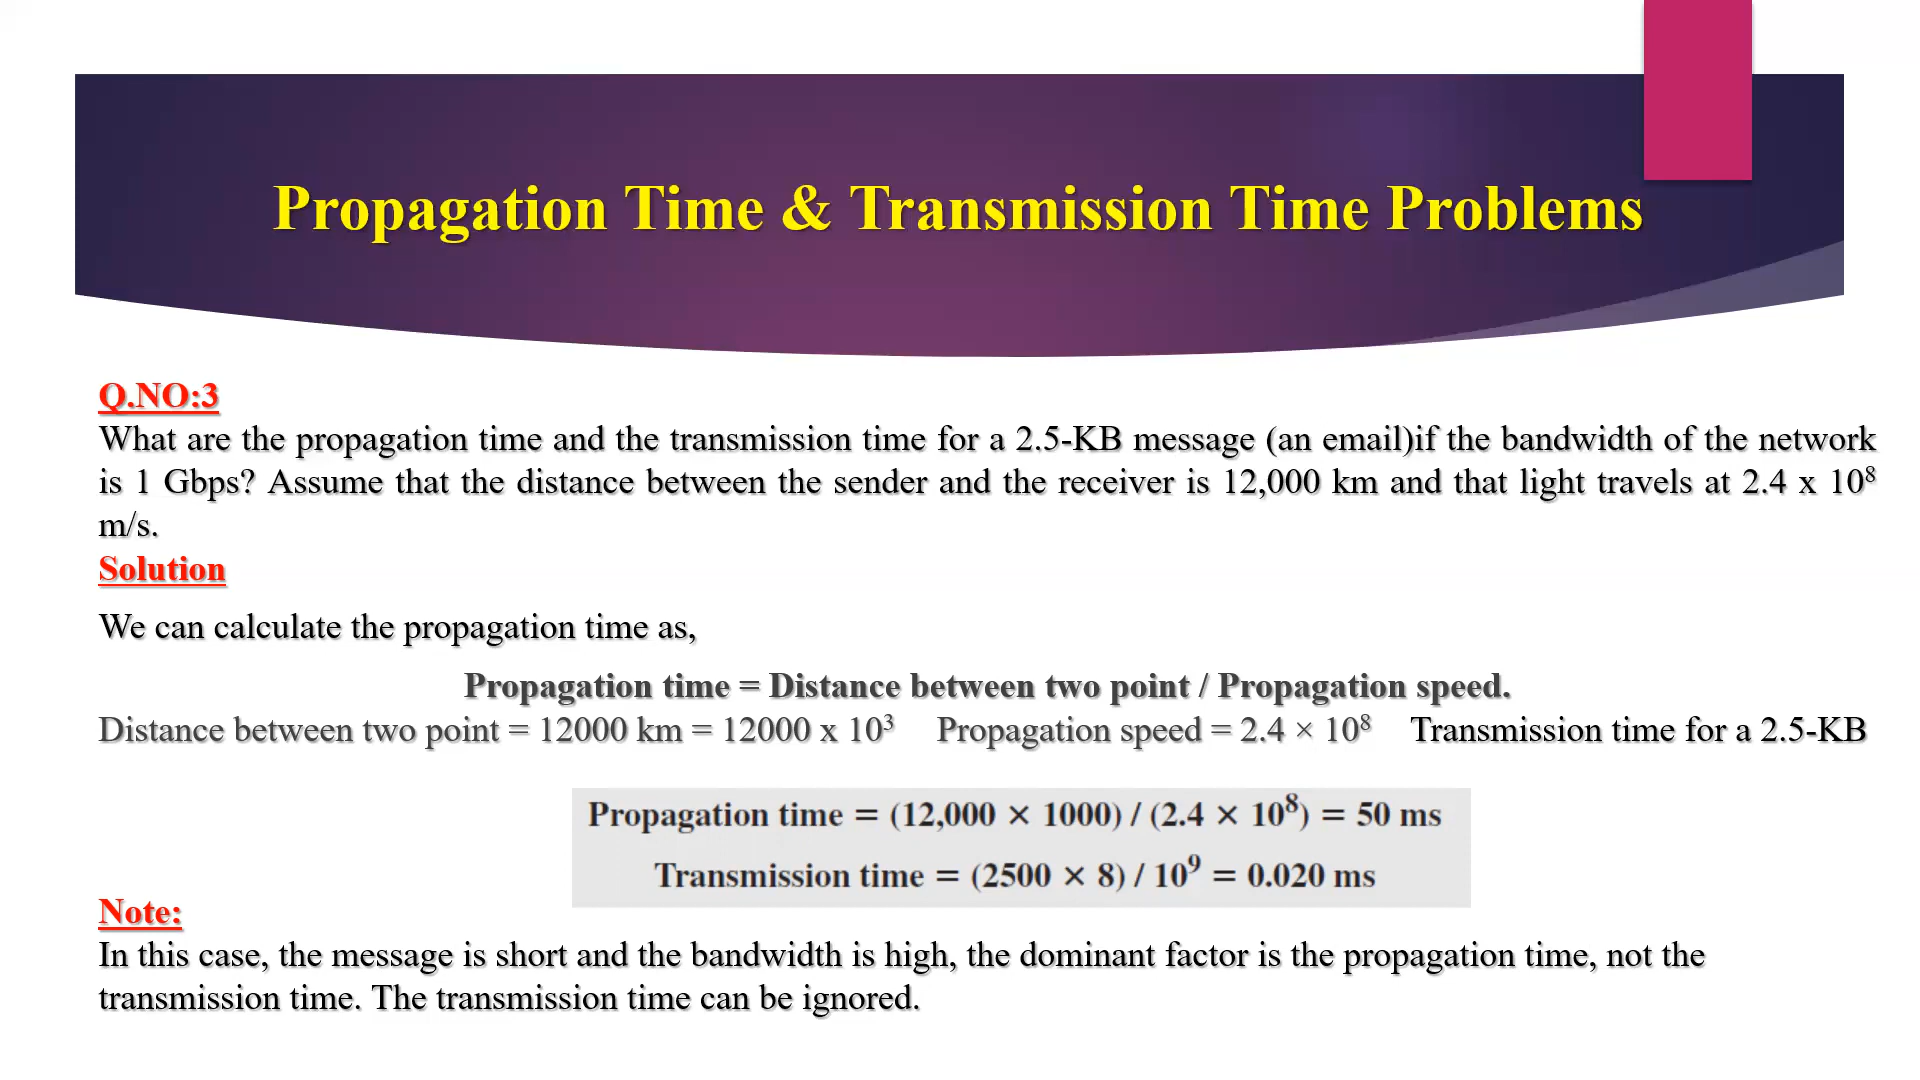 Propagation Time & Transmission Time Problems
Q.NO:3
What are the propagation time and the transmission time for a 2.5-KB message (an email)if the bandwidth of the network
is 1 Gbps? Assume that the distance between the sender and the receiver is 12,000 km and that light travels at 2.4 x 10⁸
m/s.
Solution
We can calculate the propagation time as,
Propagation time = Distance between two point / Propagation speed.
Distance between two point = 12000 km = 12000 x 10³ Propagation speed = 2.4 × 10⁸ Transmission time for a 2.5-KB
Propagation time = (12,000 × 1000) / (2.4 × 10⁸) = 50 ms
Transmission time = (2500 × 8) / 10⁹ = 0.020 ms
Note:
In this case, the message is short and the bandwidth is high, the dominant factor is the propagation time, not the
transmission time. The transmission time can be ignored.